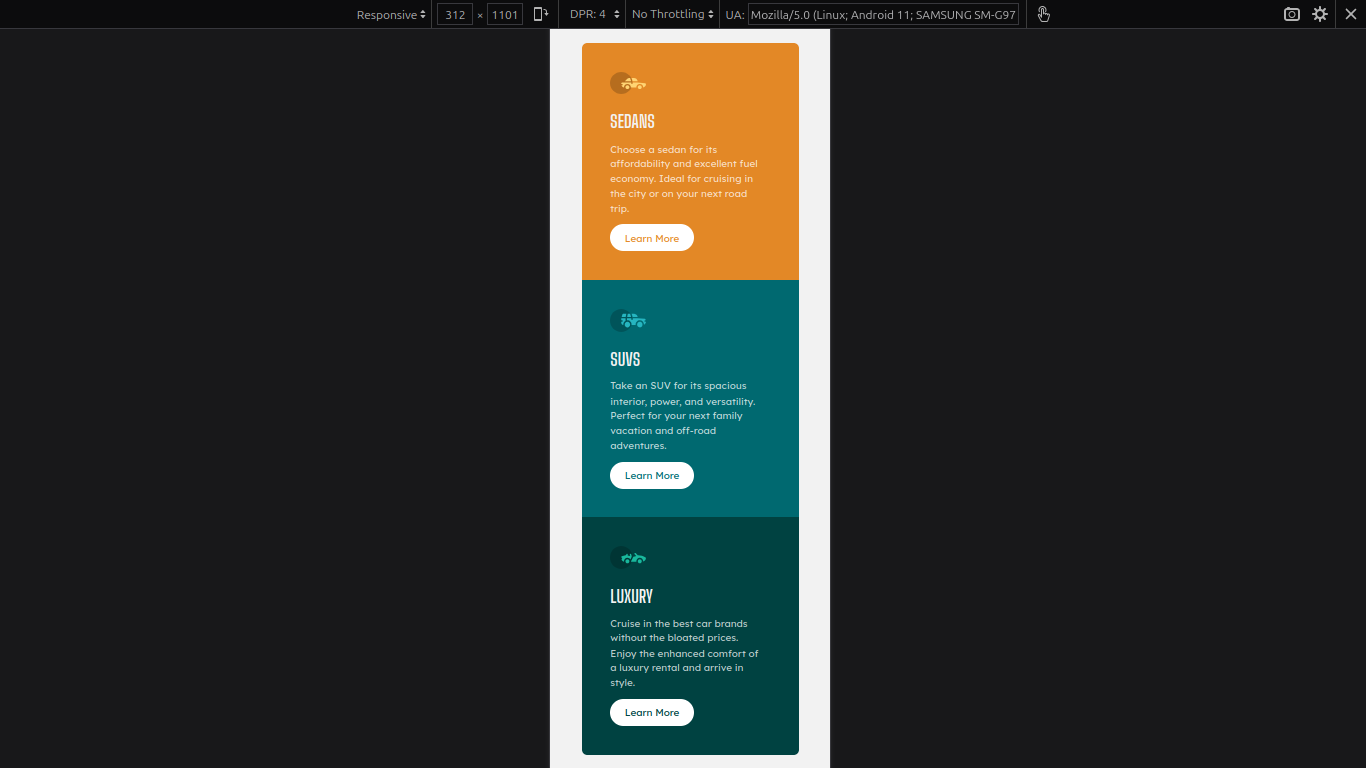 Responsive 312 × 1101 DPR: 4 No Throttling UA: Mozilla/5.0 (Linux; Android 11; SAMSUNG SM-G97
SEDANS
Choose a sedan for its
affordability and excellent fuel
economy. Ideal for cruising in
the city or on your next road
trip.
Learn More
SUVS
Take an SUV for its spacious
interior, power, and versatility.
Perfect for your next family
vacation and off-road
adventures.
Learn More
LUXURY
Cruise in the best car brands
without the bloated prices.
Enjoy the enhanced comfort of
a luxury rental and arrive in
style.
Learn More